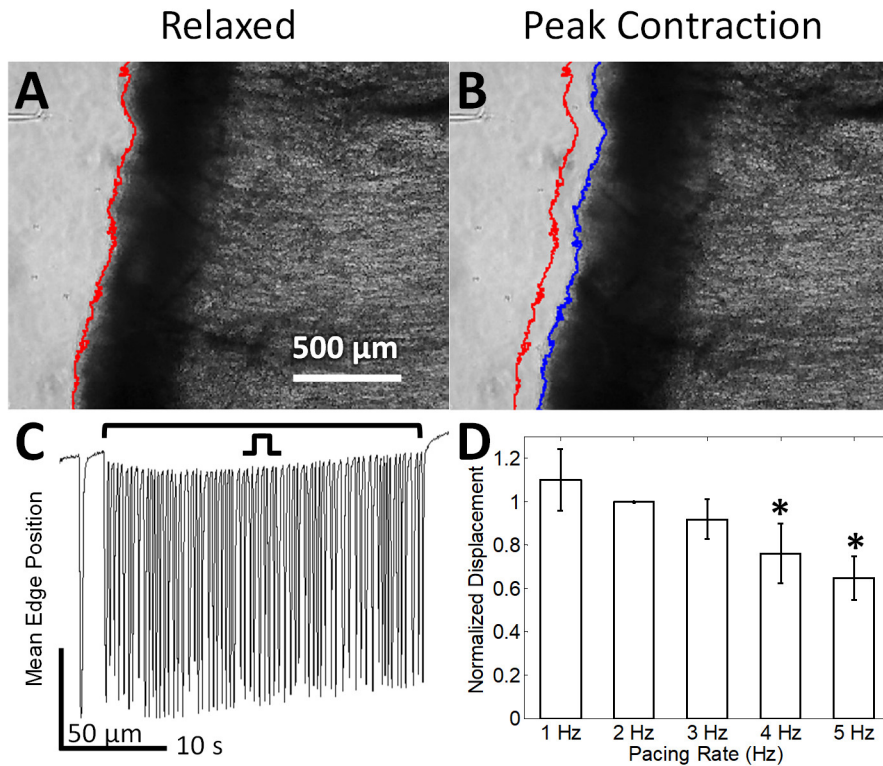 Relaxed
Peak Contraction
A
B
500 µm
C
Mean Edge Position
50 µm
10 s
D
Normalized Displacement
1.2
1
0.8
0.6
0.4
0.2
0
*
*
1 Hz 2 Hz 3 Hz 4 Hz 5 Hz
Pacing Rate (Hz)